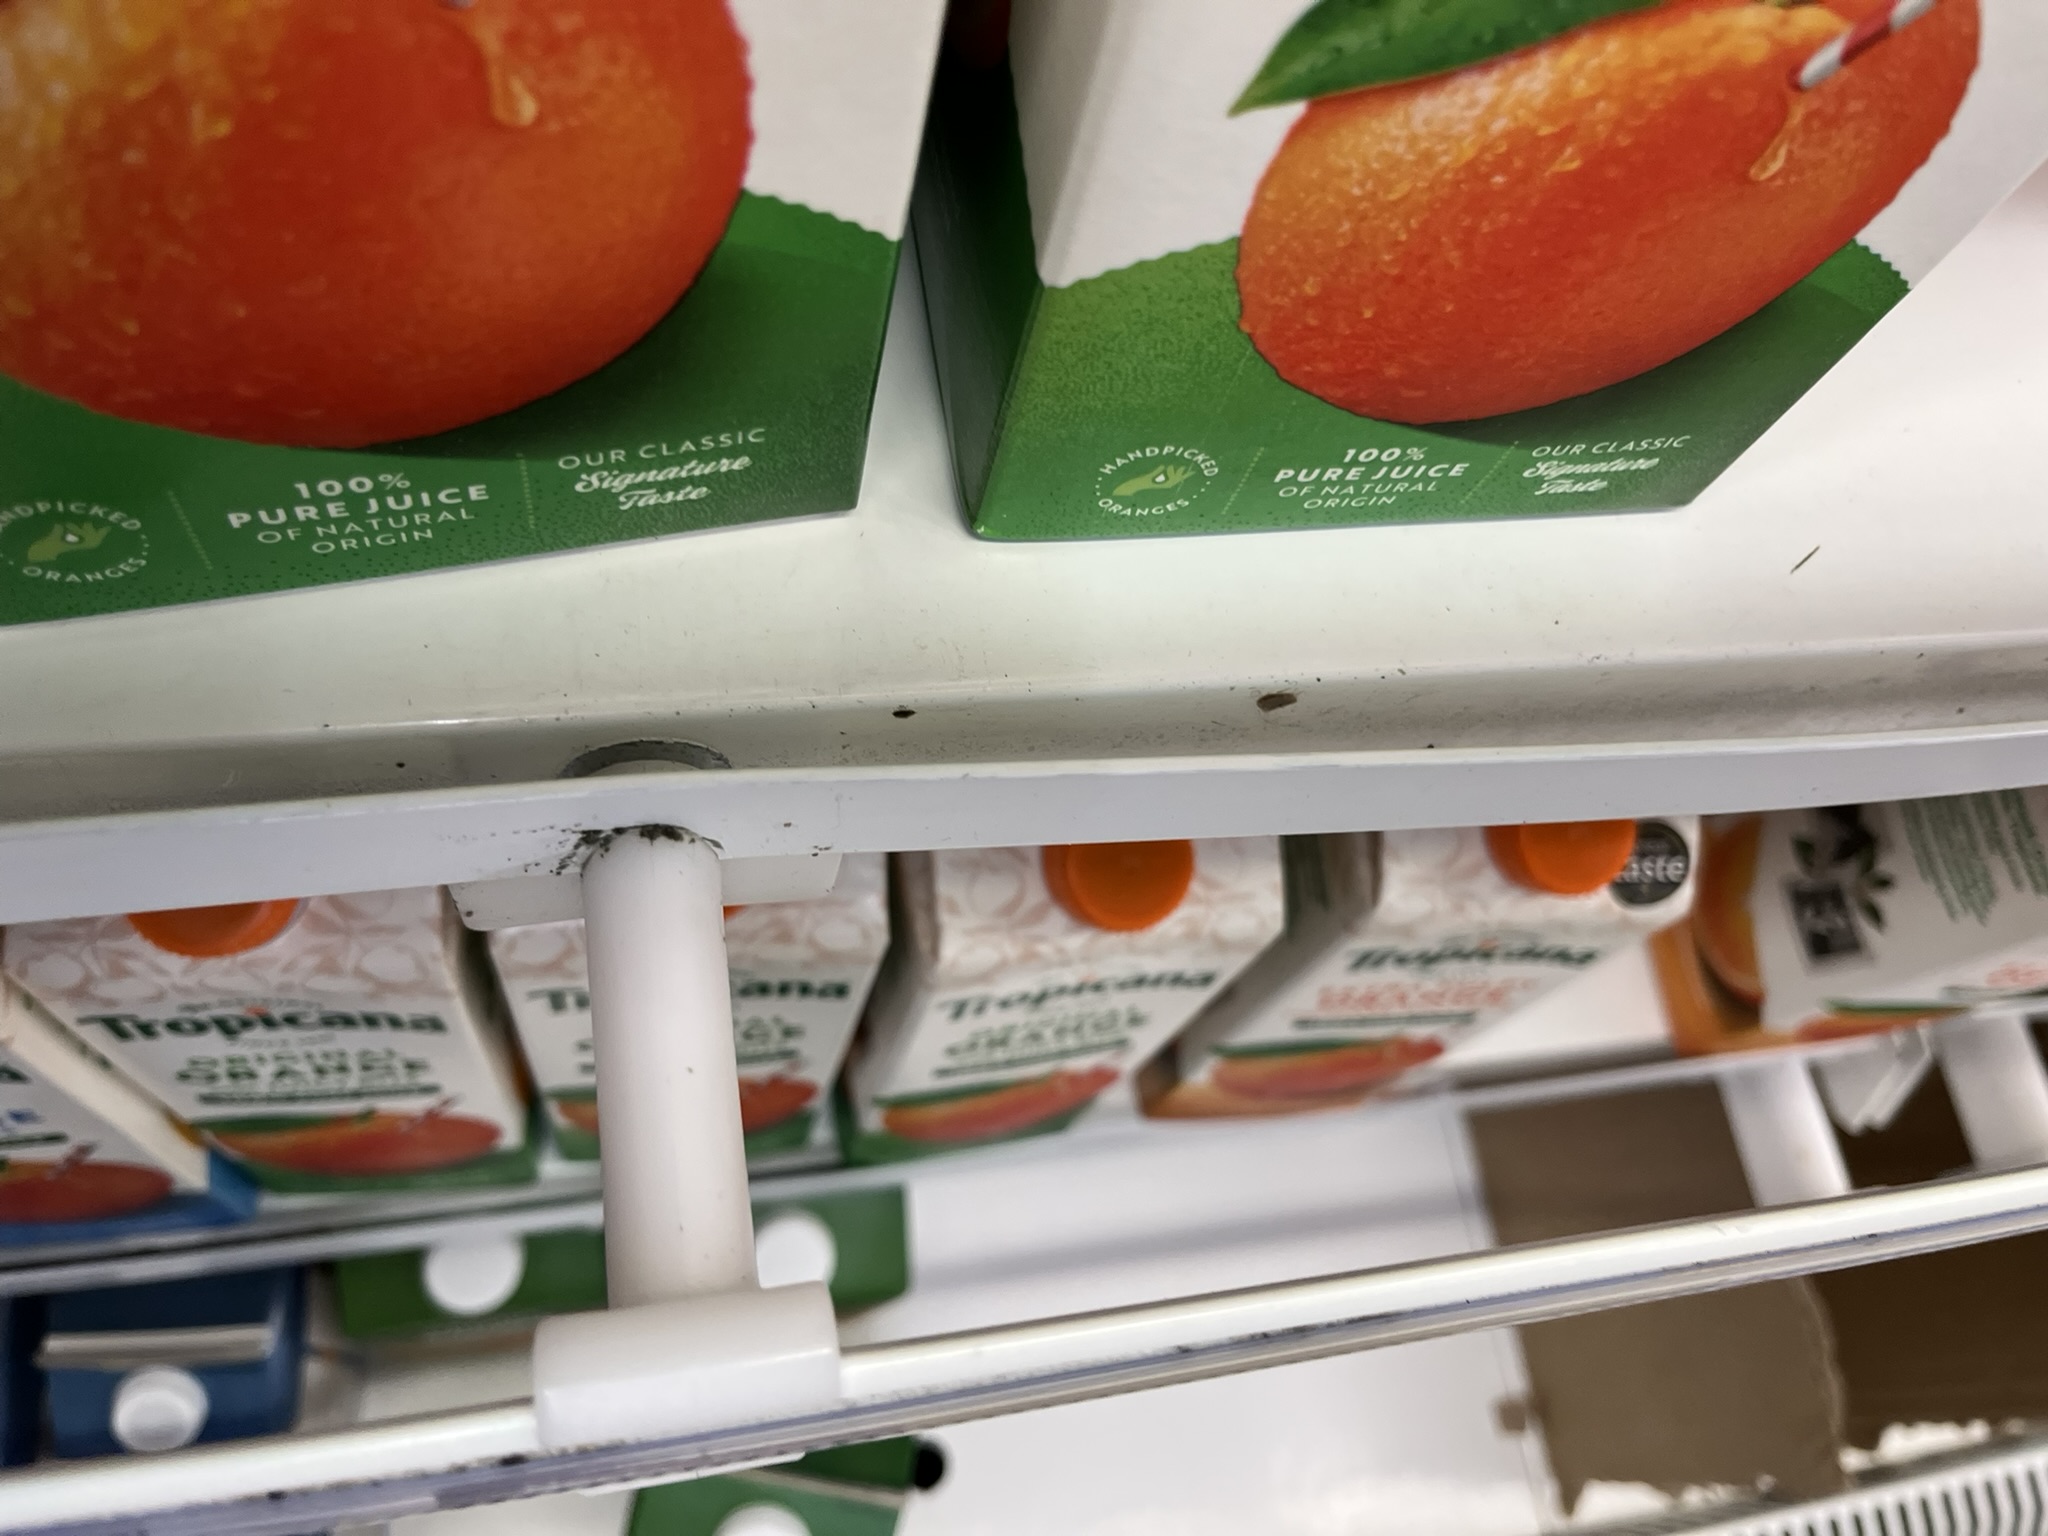 HANDPICKED
ORANGES
100%
PURE JUICE
OF NATURAL
ORIGIN
OUR CLASSIC
Signature
Taste
HANDPICKED
ORANGES
100%
PURE JUICE
OF NATURAL
ORIGIN
OUR CLASSIC
Signature
Taste
Tropicana
ORIGINAL
ORANGE
Tropicana
ORIGINAL
ORANGE
Tropicana